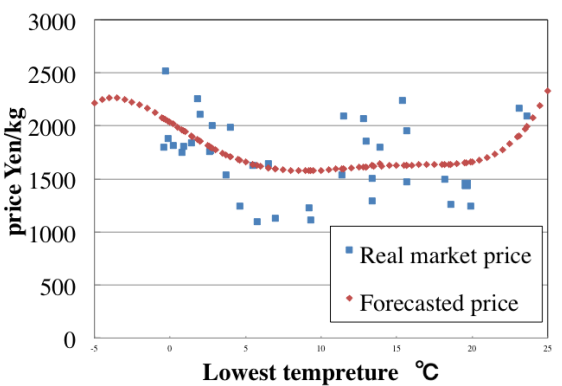 3000
2500
2000
1500
1000
500
0
price Yen/kg
Real market price
Forecasted price
-5 0 5 10 15 20 25
Lowest tempreture ℃